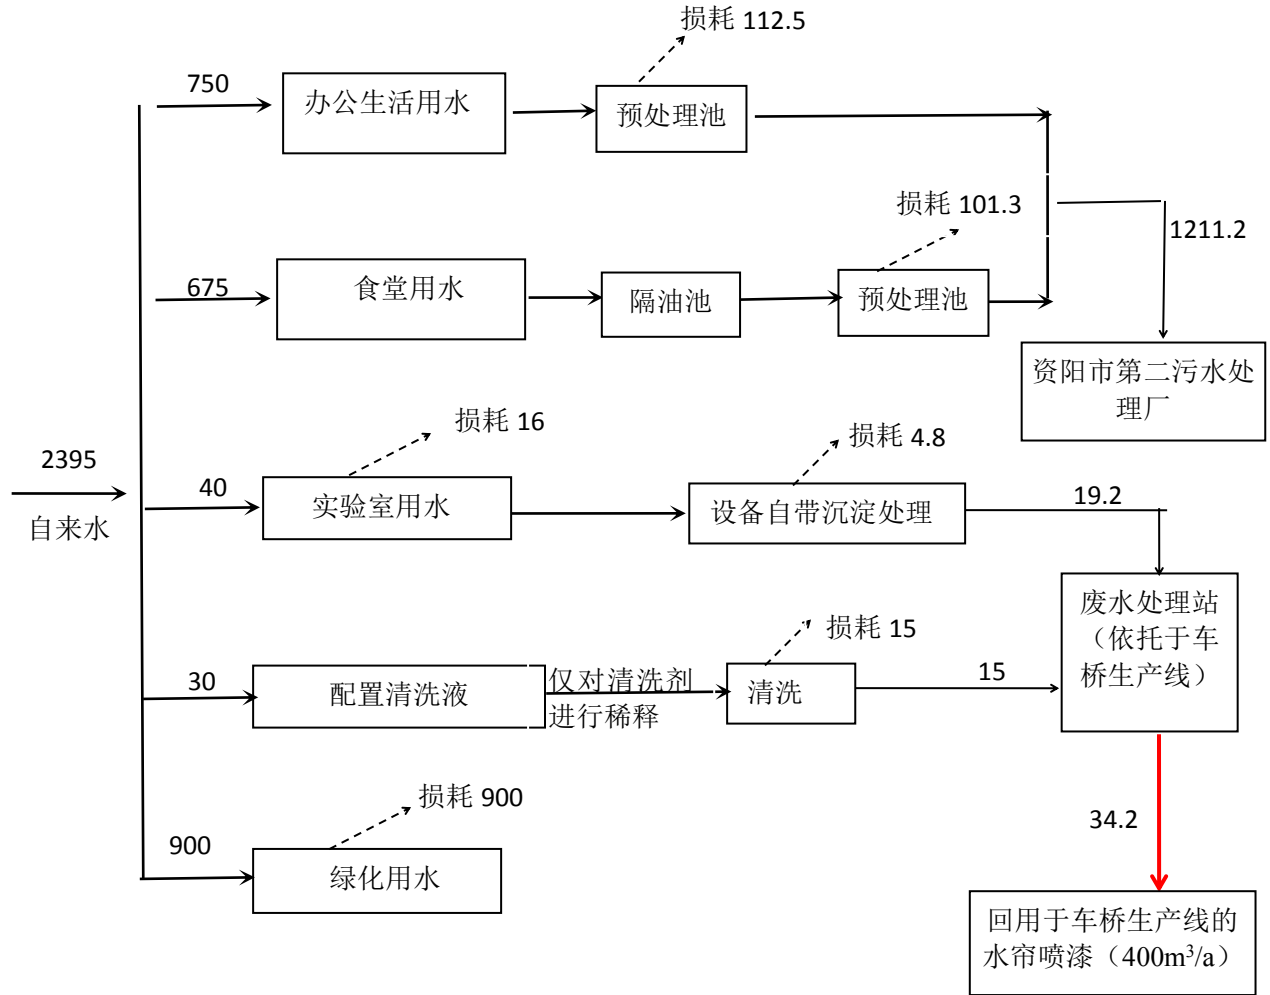 损耗 112.5
750
办公生活用水
预处理池
损耗 101.3
1211.2
675
食堂用水
隔油池
预处理池
资阳市第二污水处
理厂
损耗 16
损耗 4.8
2395
自来水
40
实验室用水
设备自带沉淀处理
19.2
废水处理站
（依托于车
桥生产线）
损耗 15
30
配置清洗液
仅对清洗剂
进行稀释
清洗
15
损耗 900
34.2
900
绿化用水
回用于车桥生产线的
水帘喷漆（400m³/a）